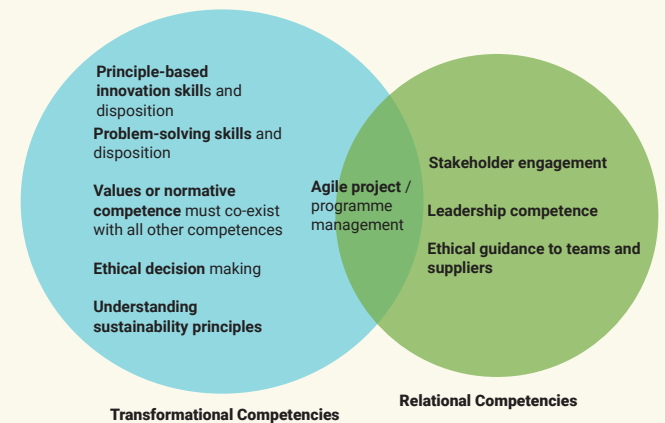 Principle-based
innovation skills and
disposition
Problem-solving skills and
disposition
Values or normative
competence must co-exist
with all other competences
Ethical decision making
Understanding
sustainability principles
Agile project /
programme
management
Stakeholder engagement
Leadership competence
Ethical guidance to teams and
suppliers
Transformational Competencies
Relational Competencies